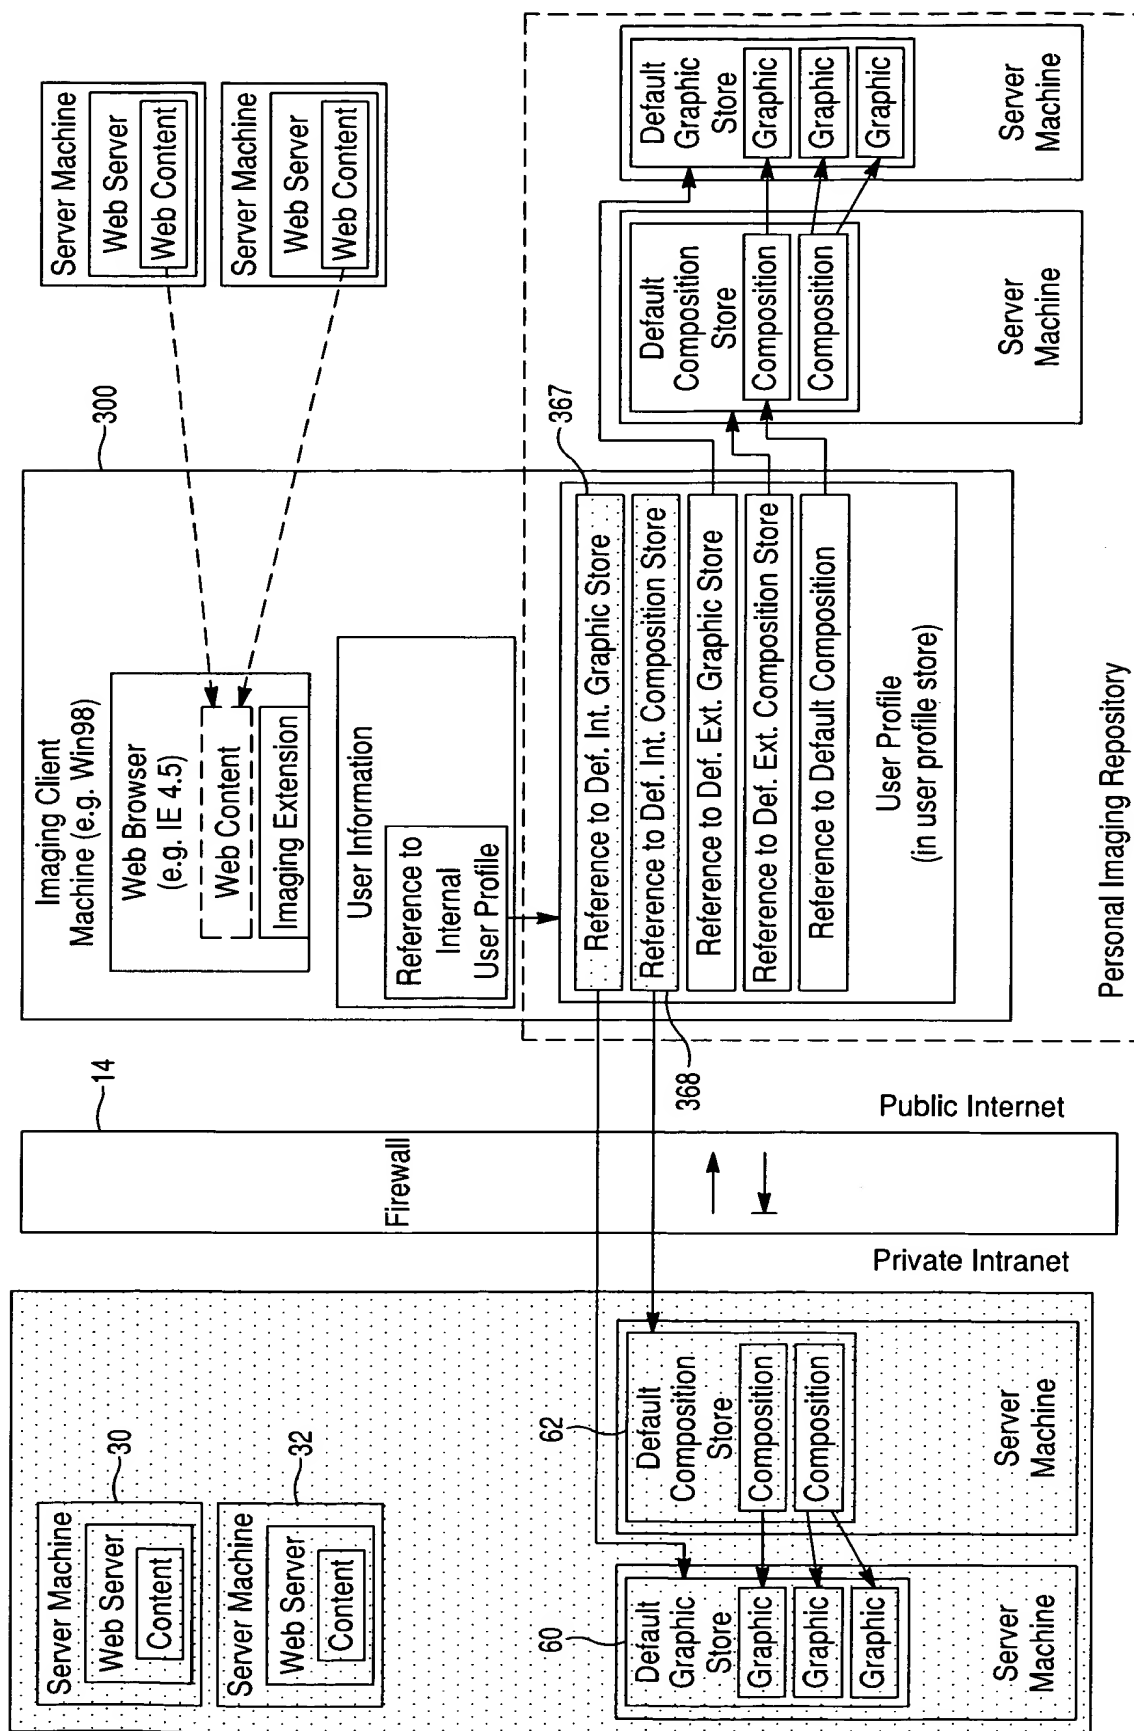 Server Machine
Web Server
Content
30
Server Machine
Web Server
Content
32
Default
Graphic
Store
Graphic
Graphic
Graphic
Server
Machine
60
Default
Composition
Store
Composition
Composition
Server
Machine
62
Private Intranet
Firewall
14
Public Internet
Imaging Client
Machine (e.g. Win98)
Web Browser
(e.g. IE 4.5)
Web Content
Imaging Extension
300
User Information
Reference to
Internal
User Profile
Reference to Def. Int. Graphic Store
367
Reference to Def. Int. Composition Store
368
Reference to Def. Ext. Graphic Store
Reference to Def. Ext. Composition Store
Reference to Default Composition
User Profile
(in user profile store)
Personal Imaging Repository
Server Machine
Web Server
Web Content
Server Machine
Web Server
Web Content
Default
Composition
Store
Composition
Composition
Server
Machine
Default
Graphic
Store
Graphic
Graphic
Graphic
Server
Machine